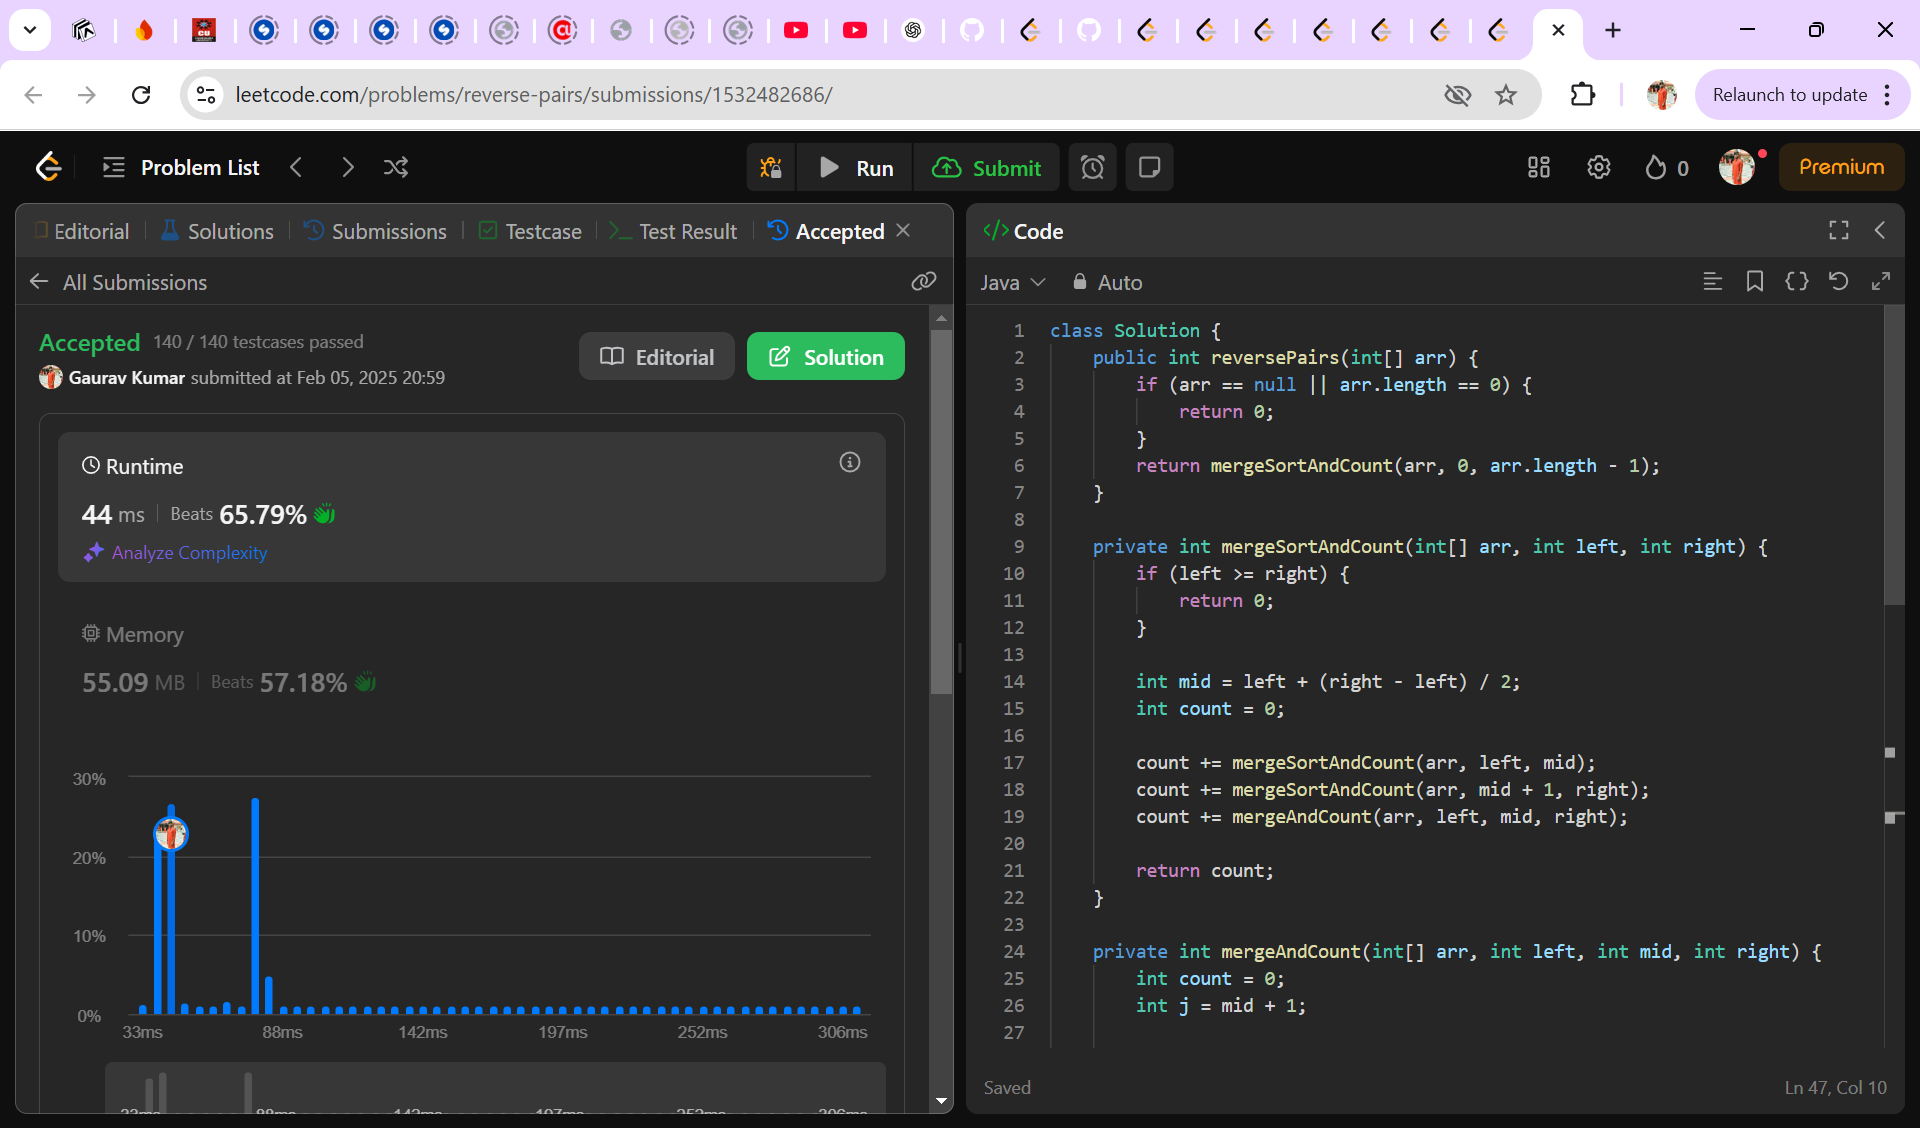 leetcode.com/problems/reverse-pairs/submissions/1532482686/
Relaunch to update
Problem List
Run
Submit
0
Premium
Editorial
Solutions
Submissions
Testcase
Test Result
Accepted
All Submissions
Accepted 140 / 140 testcases passed
Gaurav Kumar submitted at Feb 05, 2025 20:59
Editorial
Solution
Runtime
44 ms | Beats 65.79%
Analyze Complexity
Memory
55.09 MB | Beats 57.18%
30%
20%
10%
0%
33ms 88ms 142ms 197ms 252ms 306ms
33ms 88ms 142ms 197ms 252ms 306ms
</> Code
Java Auto
1 class Solution {
2 public int reversePairs(int[] arr) {
3 if (arr == null || arr.length == 0) {
4 return 0;
5 }
6 return mergeSortAndCount(arr, 0, arr.length - 1);
7 }
8
9 private int mergeSortAndCount(int[] arr, int left, int right) {
10 if (left >= right) {
11 return 0;
12 }
13
14 int mid = left + (right - left) / 2;
15 int count = 0;
16
17 count += mergeSortAndCount(arr, left, mid);
18 count += mergeSortAndCount(arr, mid + 1, right);
19 count += mergeAndCount(arr, left, mid, right);
20
21 return count;
22 }
23
24 private int mergeAndCount(int[] arr, int left, int mid, int right) {
25 int count = 0;
26 int j = mid + 1;
27
Saved
Ln 47, Col 10